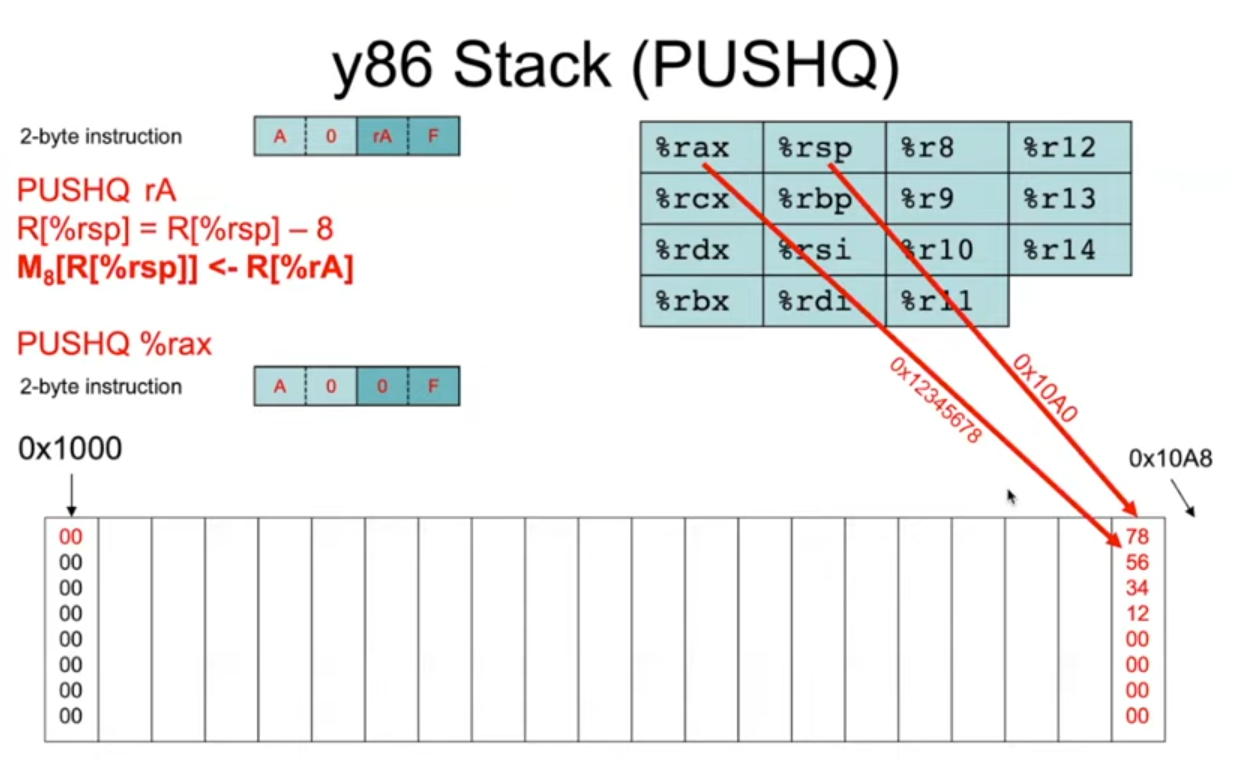 y86 Stack (PUSHQ)
2-byte instruction
A 0 rA F
PUSHQ rA
R[%rsp] = R[%rsp] – 8
M8[R[%rsp]] <- R[%rA]
PUSHQ %rax
2-byte instruction
A 0 0 F
%rax %rsp %r8 %r12
%rcx %rbp %r9 %r13
%rdx %rsi %r10 %r14
%rbx %rdi %r11
0x12345678
0x10A0
0x1000
0x10A8
00
00
00
00
00
00
00
00
78
56
34
12
00
00
00
00